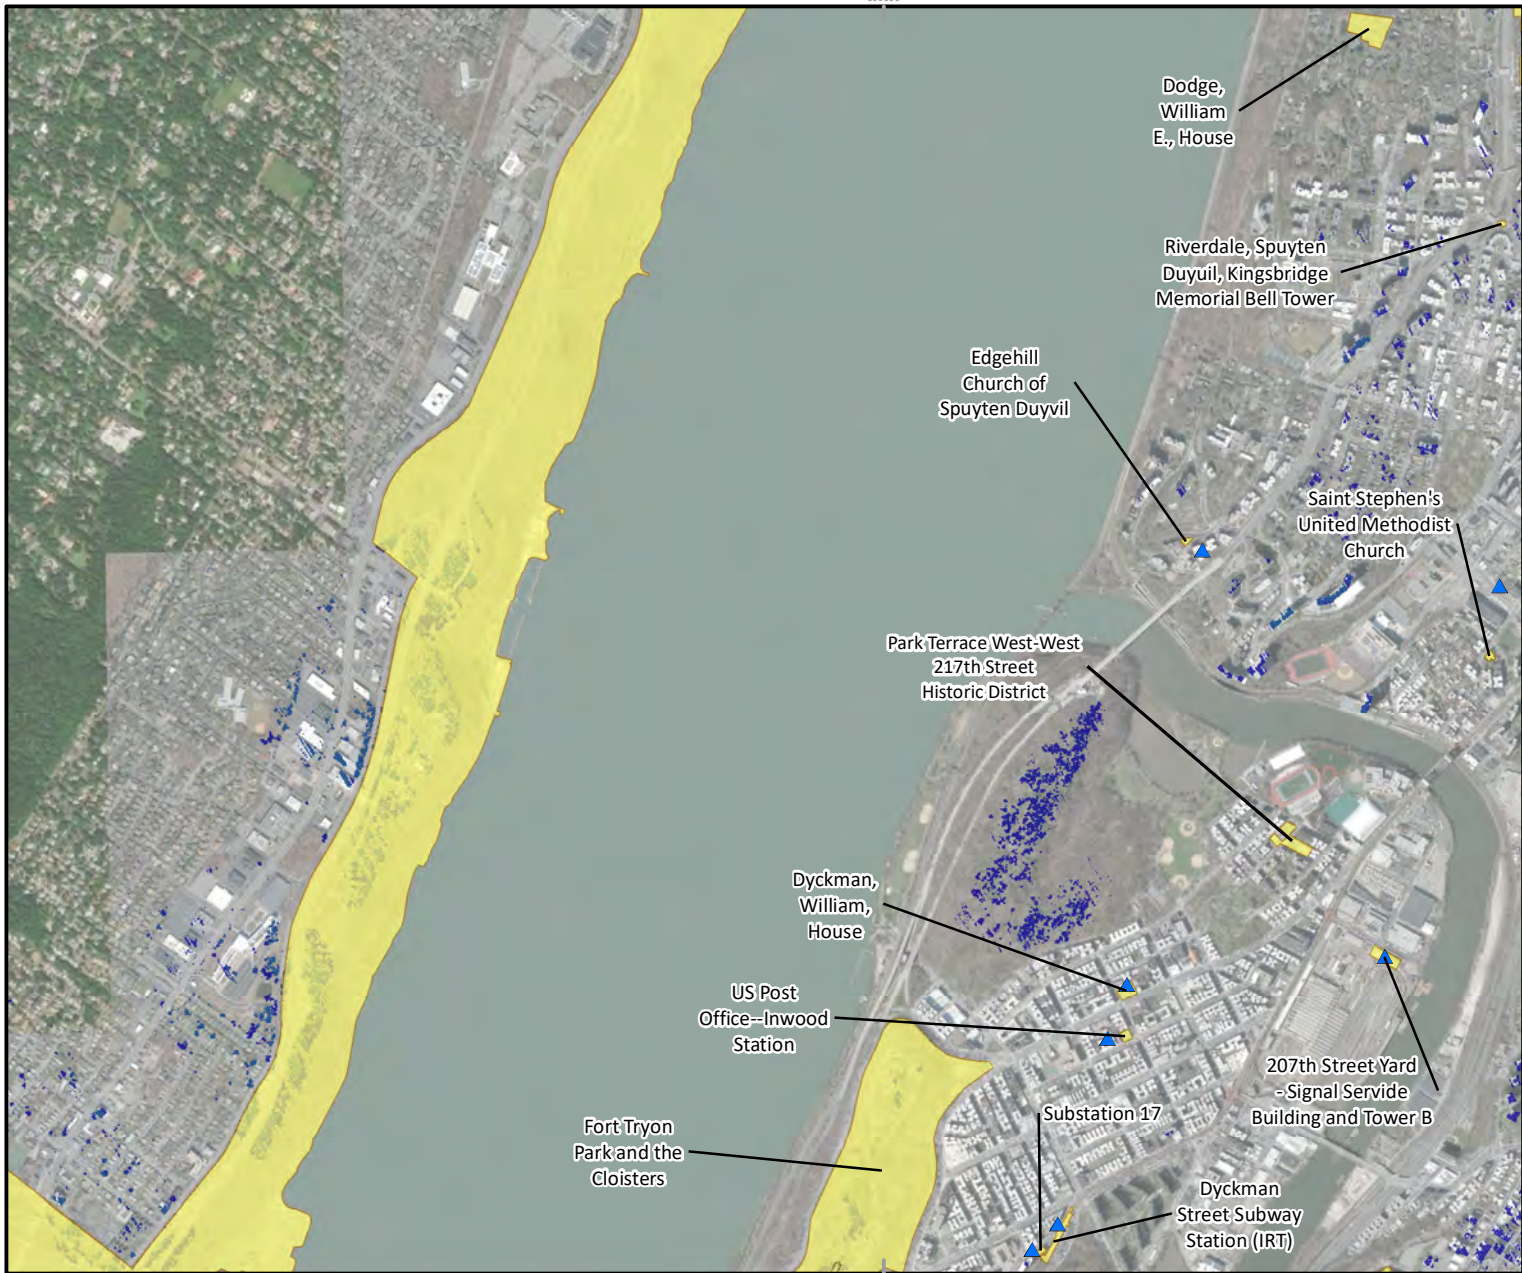 Dodge,
William
E., House
Riverdale, Spuyten
Duyuil, Kingsbridge
Memorial Bell Tower
Edgehill
Church of
Spuyten Duyvil
Saint Stephen's
United Methodist
Church
Park Terrace West-West
217th Street
Historic District
Dyckman,
William,
House
US Post
Office--Inwood
Station
207th Street Yard
- Signal Servide
Building and Tower B
Substation 17
Fort Tryon
Park and the
Cloisters
Dyckman
Street Subway
Station (IRT)